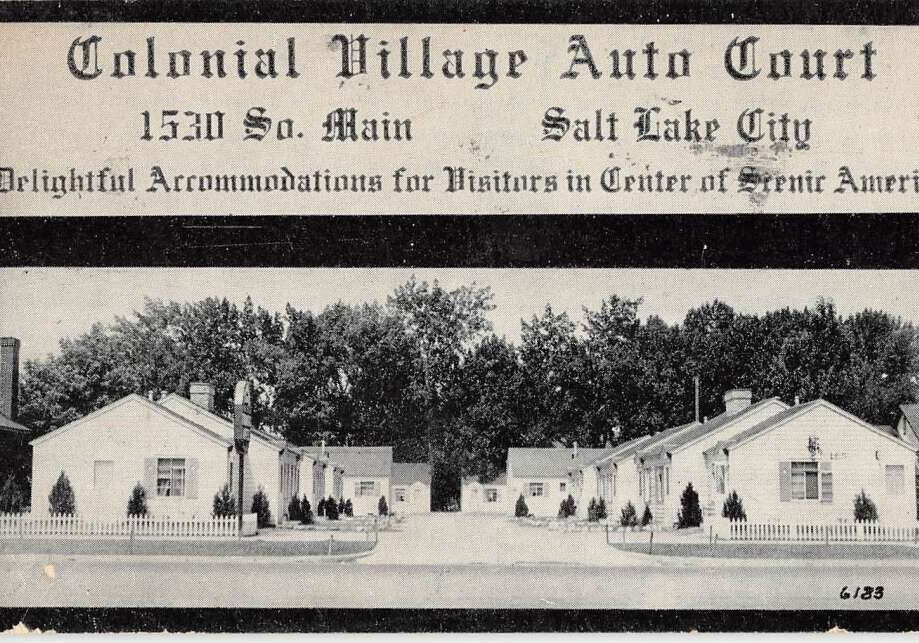 Colonial Village Auto Court
1530 So. Main Salt Lake City
Delightful Accommodations for Visitors in Center of Scenic Ameri
6183